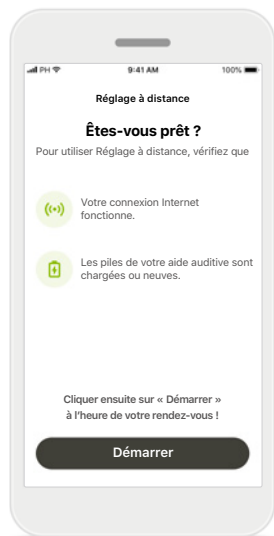 PH 9:41 AM 100%
Réglage à distance
Êtes-vous prêt ?
Pour utiliser Réglage à distance, vérifiez que
Votre connexion Internet
fonctionne.
Les piles de votre aide auditive sont
chargées ou neuves.
Cliquer ensuite sur « Démarrer »
à l'heure de votre rendez-vous !
Démarrer